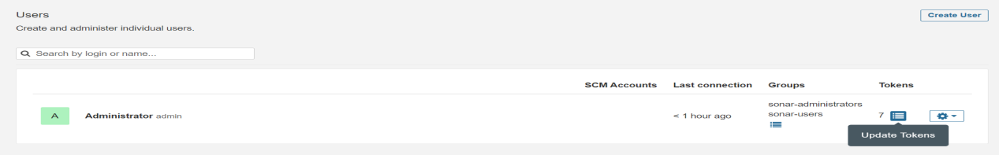 Users
Create User
Create and administer individual users.
Search by login or name...
SCM Accounts Last connection Groups Tokens
sonar-administrators
A Administrator admin < 1 hour ago sonar-users 7
Update Tokens